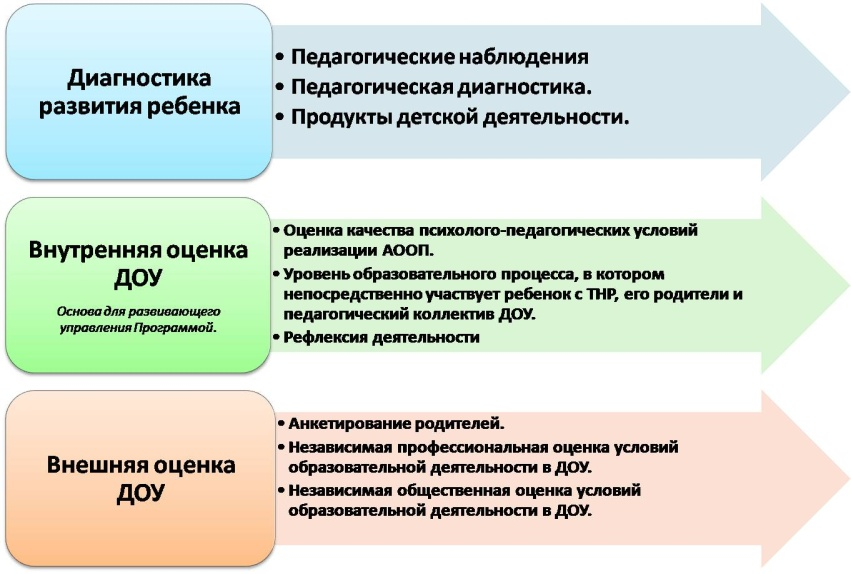 Диагностика
развития ребенка
• Педагогические наблюдения
• Педагогическая диагностика.
• Продукты детской деятельности.
Внутренняя оценка
ДОУ
Основа для развивающего
управления Программой.
• Оценка качества психолого-педагогических условий
реализации АООП.
• Уровень образовательного процесса, в котором
непосредственно участвует ребенок с ТНР, его родители и
педагогический коллектив ДОУ.
• Рефлексия деятельности
Внешняя оценка
ДОУ
• Анкетирование родителей.
• Независимая профессиональная оценка условий
образовательной деятельности в ДОУ.
• Независимая общественная оценка условий
образовательной деятельности в ДОУ.